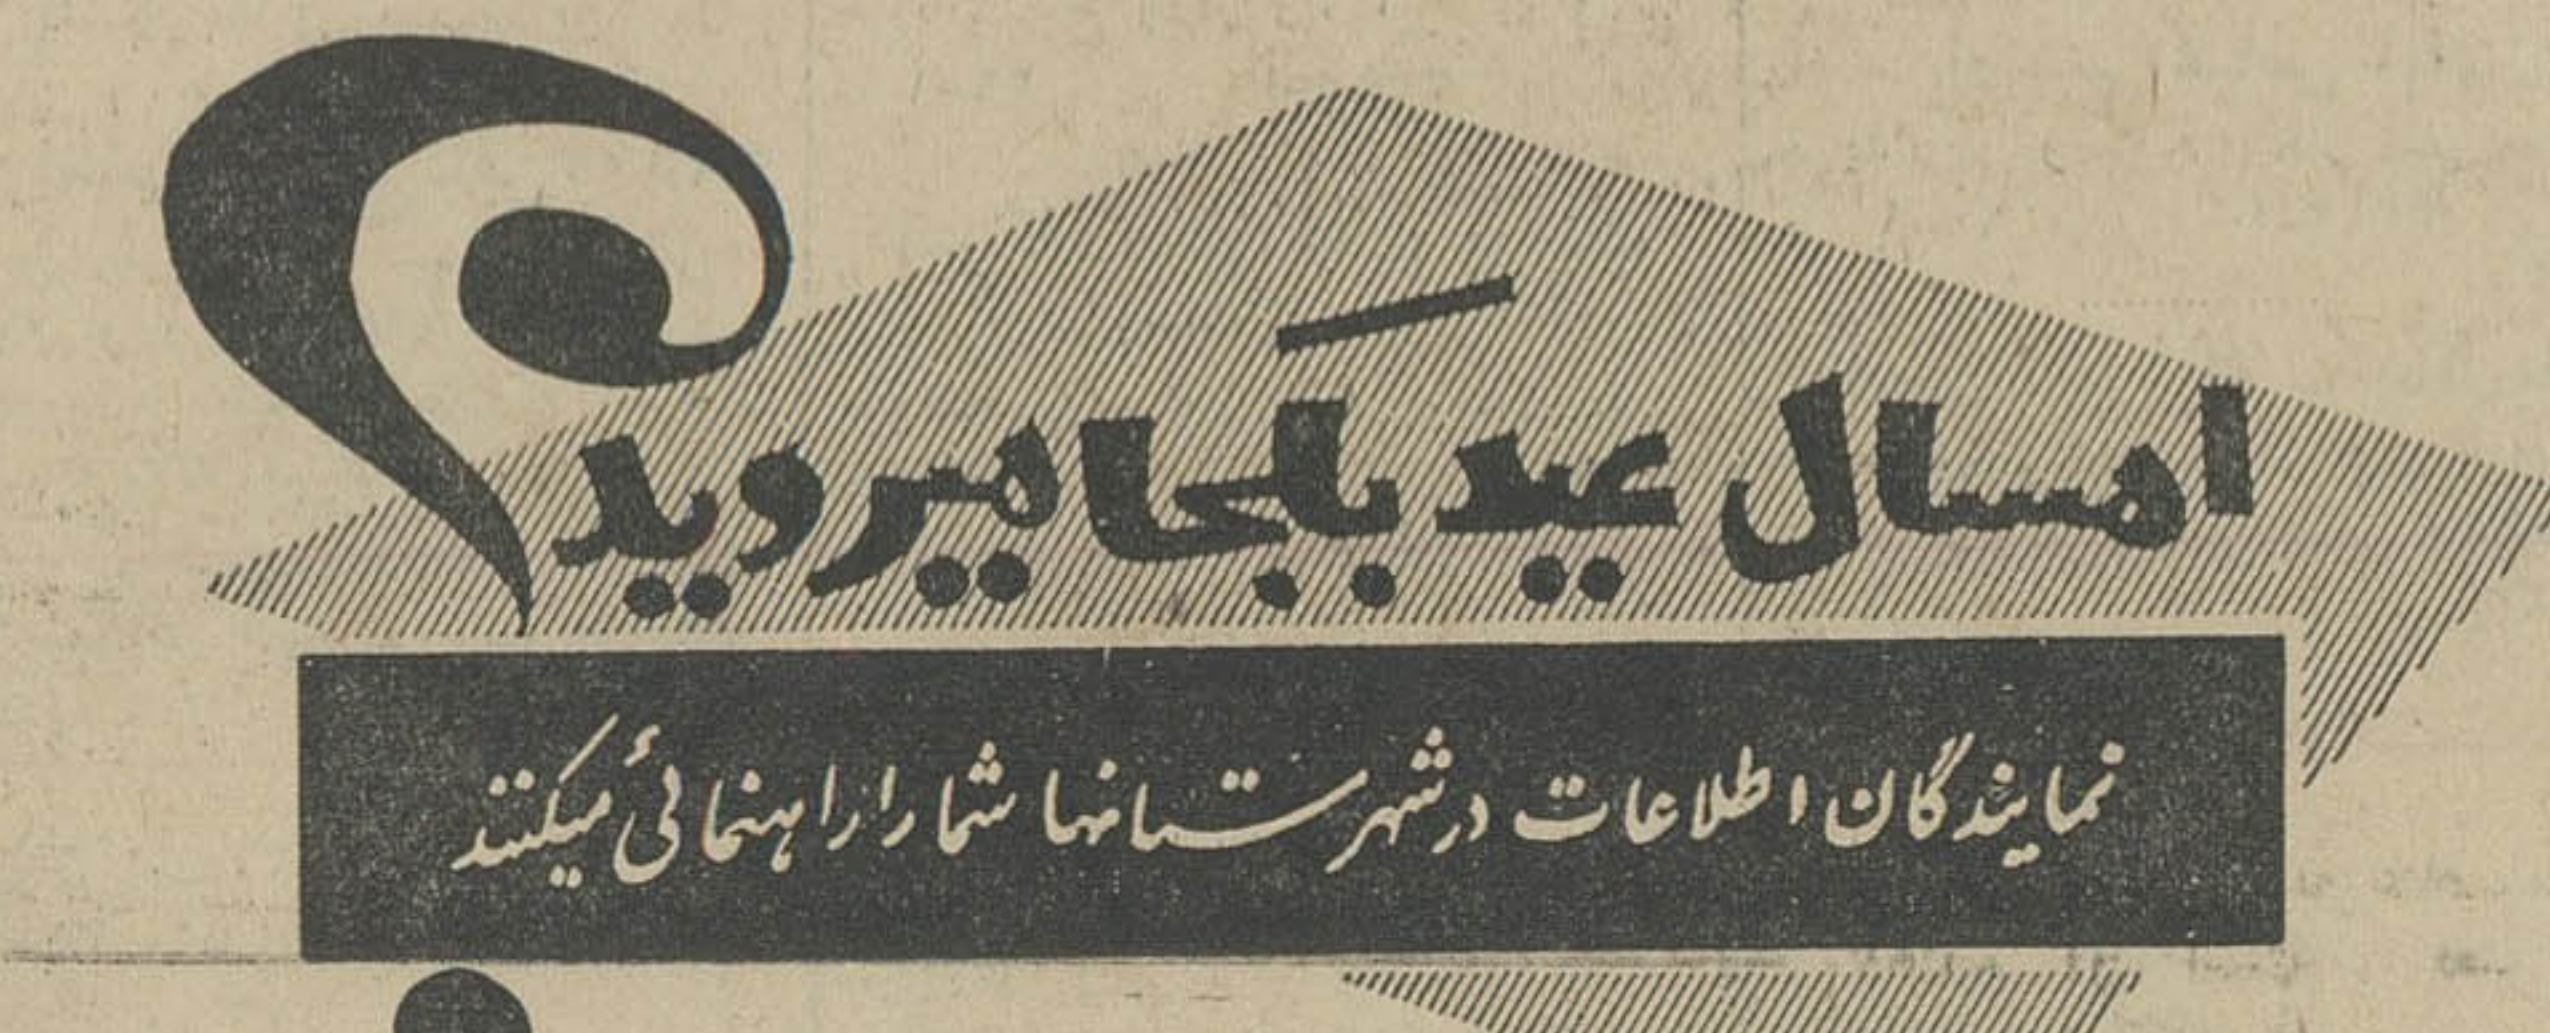 امسال عید بکجا میروید؟
نمایندگان اطلاعات در شهرستانها شما را راهنمائی میکنند